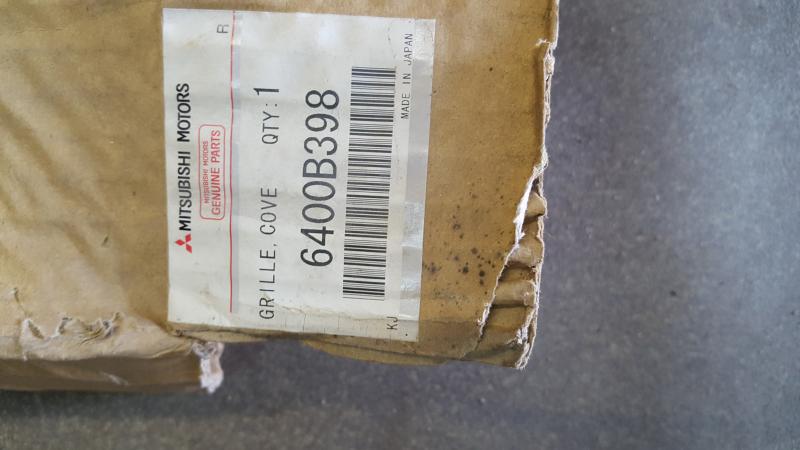 MITSUBISHI MOTORS
R
MITSUBISHI MOTORS
GENUINE PARTS
GRILLE, COVE QTY: 1
6400B398
KJ
MADE IN JAPAN